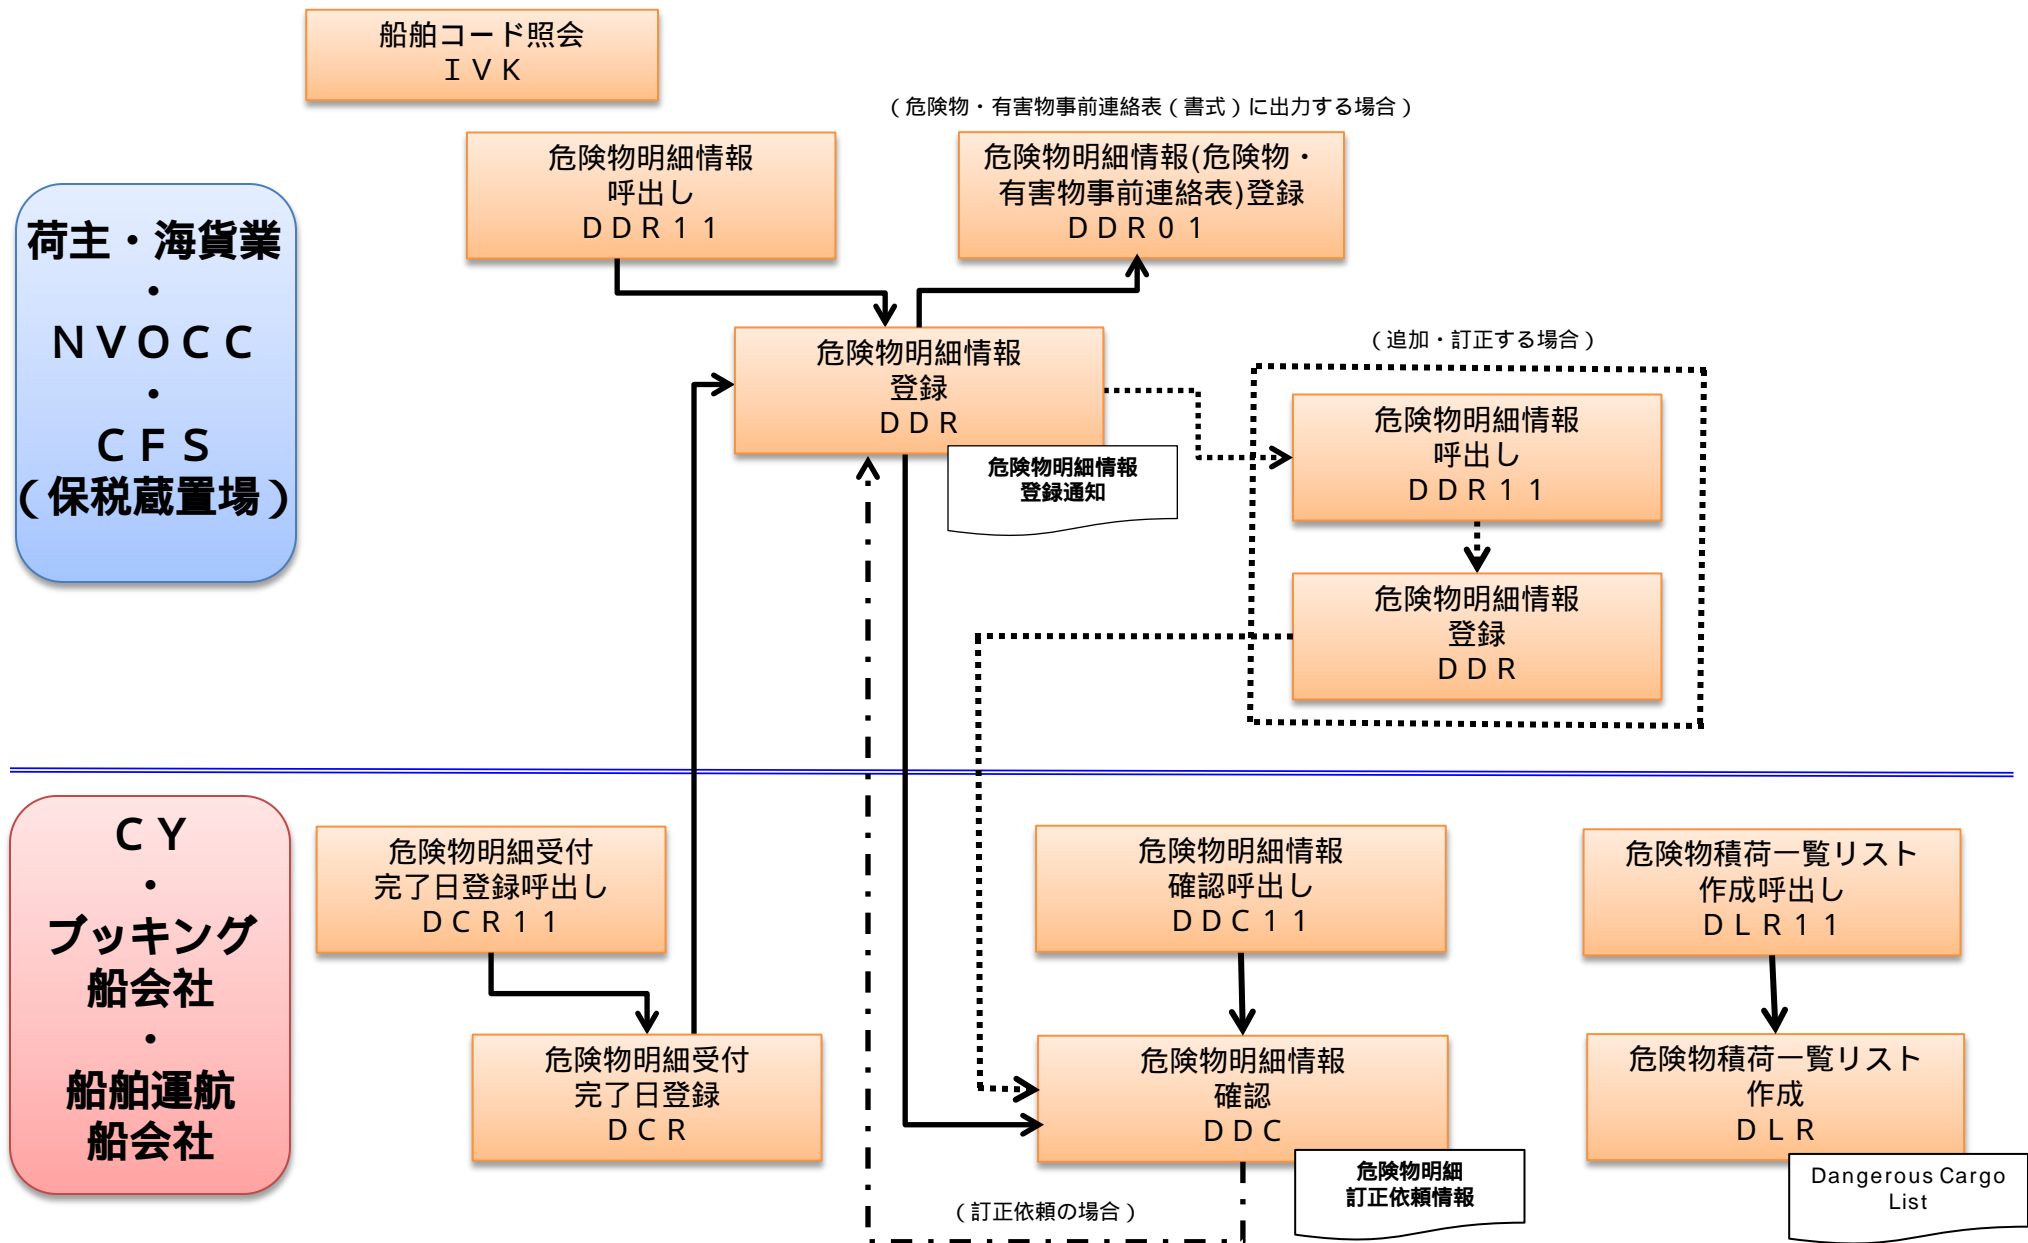 船舶コード照会
ＩＶＫ
（危険物・有害物事前連絡表（書式）に出力する場合）
危険物明細情報
呼出し
ＤＤＲ１１
危険物明細情報(危険物・
有害物事前連絡表)登録
ＤＤＲ０１
荷主・海貨業
・
ＮＶＯＣＣ
・
ＣＦＳ
（保税蔵置場）
危険物明細情報
登録
ＤＤＲ
危険物明細情報
登録通知
（追加・訂正する場合）
危険物明細情報
呼出し
ＤＤＲ１１
危険物明細情報
登録
ＤＤＲ
ＣＹ
・
ブッキング
船会社
・
船舶運航
船会社
危険物明細受付
完了日登録呼出し
ＤＣＲ１１
危険物明細受付
完了日登録
ＤＣＲ
危険物明細情報
確認呼出し
ＤＤＣ１１
危険物明細情報
確認
ＤＤＣ
危険物明細
訂正依頼情報
（訂正依頼の場合）
危険物積荷一覧リスト
作成呼出し
ＤＬＲ１１
危険物積荷一覧リスト
作成
ＤＬＲ
Dangerous Cargo
List